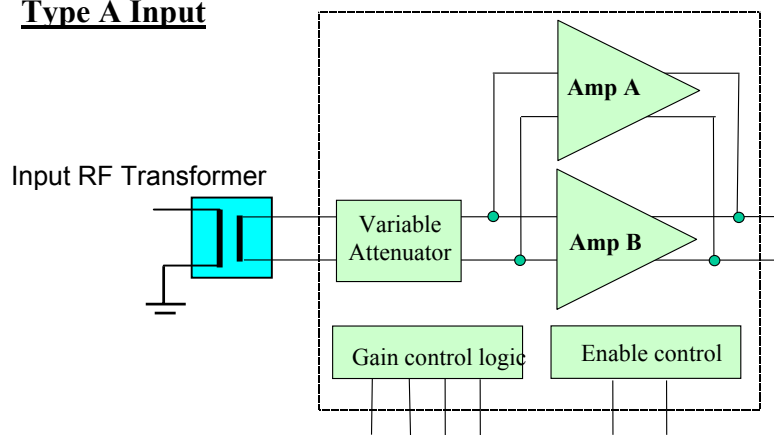 Type A Input
Amp A
Input RF Transformer
Variable
Attenuator
Amp B
Gain control logic
Enable control